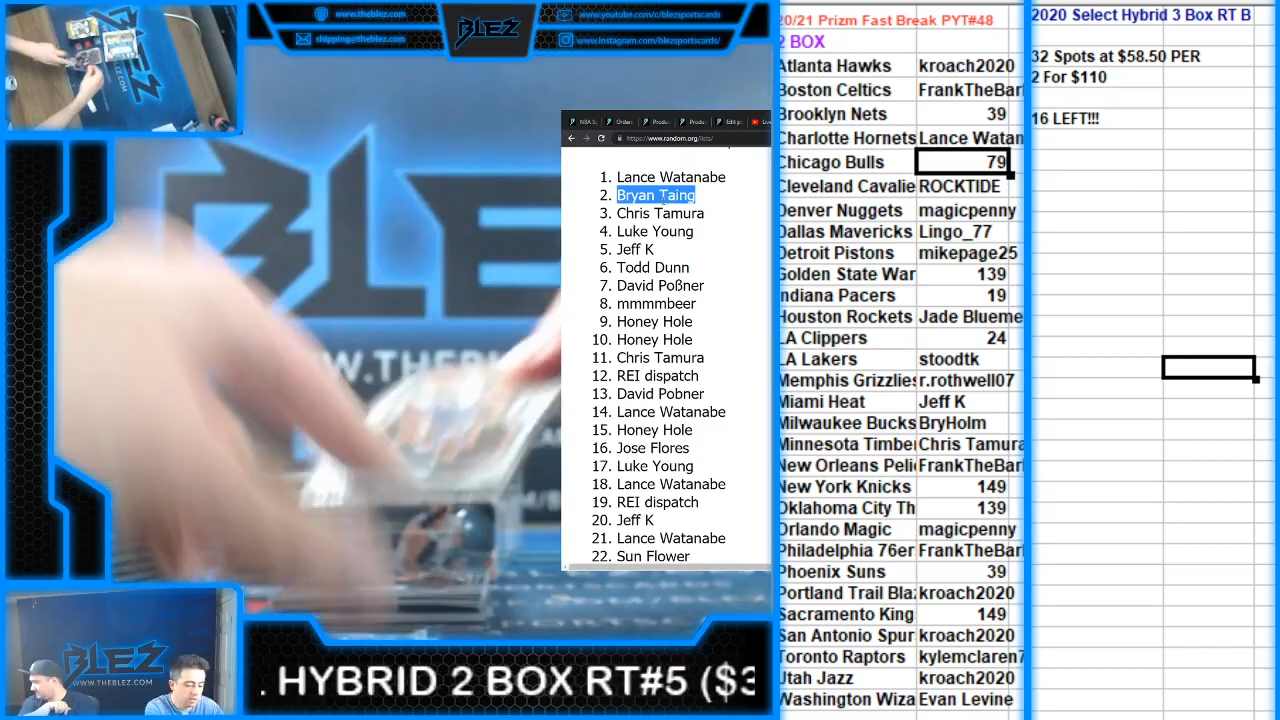 www.theblez.com
shipping@theblez.com
BLEZ
www.youtube.com/c/blezsportscards
www.instagram.com/blezsportscards/
BLEZ
WWW.THEBLEZ
https://www.random.org/lists/
1. Lance Watanabe
2. Bryan Taing
3. Chris Tamura
4. Luke Young
5. Jeff K
6. Todd Dunn
7. David Poßner
8. mmmmbeer
9. Honey Hole
10. Honey Hole
11. Chris Tamura
12. REI dispatch
13. David Pobner
14. Lance Watanabe
15. Honey Hole
16. Jose Flores
17. Luke Young
18. Lance Watanabe
19. REI dispatch
20. Jeff K
21. Lance Watanabe
22. Sun Flower
20/21 Prizm Fast Break PYT#48
2 BOX
Atlanta Hawks kroach2020
Boston Celtics FrankTheBar
Brooklyn Nets 39
Charlotte Hornets Lance Watan
Chicago Bulls 79
Cleveland Cavalie ROCKTIDE
Denver Nuggets magicpenny
Dallas Mavericks Lingo_77
Detroit Pistons mikepage25
Golden State War 139
Indiana Pacers 19
Houston Rockets Jade Blueme
LA Clippers 24
LA Lakers stoodtk
Memphis Grizzlies r.rothwell07
Miami Heat Jeff K
Milwaukee Bucks BryHolm
Minnesota Timbe Chris Tamura
New Orleans Peli FrankTheBar
New York Knicks 149
Oklahoma City Th 139
Orlando Magic magicpenny
Philadelphia 76er FrankTheBar
Phoenix Suns 39
Portland Trail Blaz kroach2020
Sacramento King 149
San Antonio Spur kroach2020
Toronto Raptors kylemclaren7
Utah Jazz kroach2020
Washington Wiza Evan Levine
2020 Select Hybrid 3 Box RT B
32 Spots at $58.50 PER
2 For $110
16 LEFT!!!
BLEZ
WWW.THEBLEZ.COM
. HYBRID 2 BOX RT#5 ($3